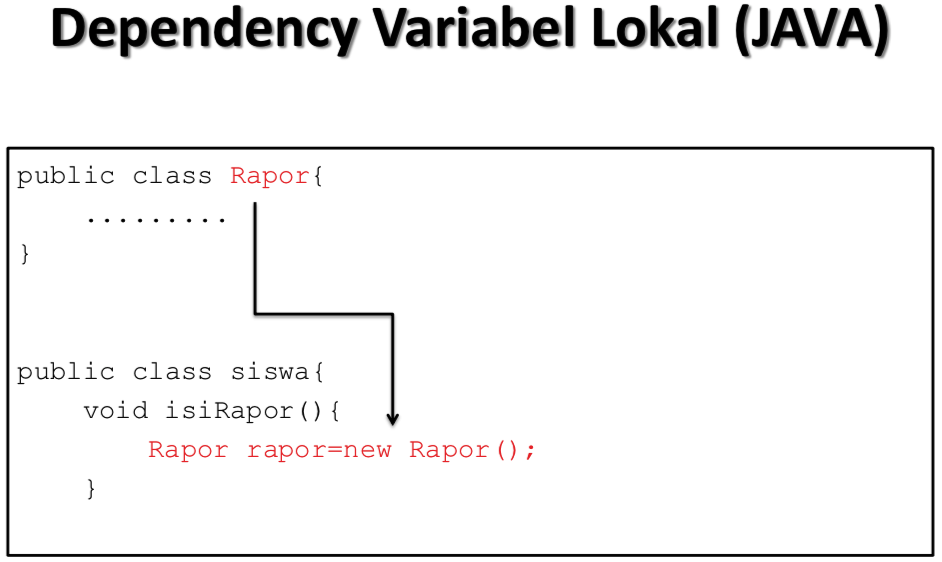 Dependency Variabel Lokal (JAVA)
public class Rapor{
.........
}
public class siswa{
void isiRapor(){
Rapor rapor=new Rapor();
}